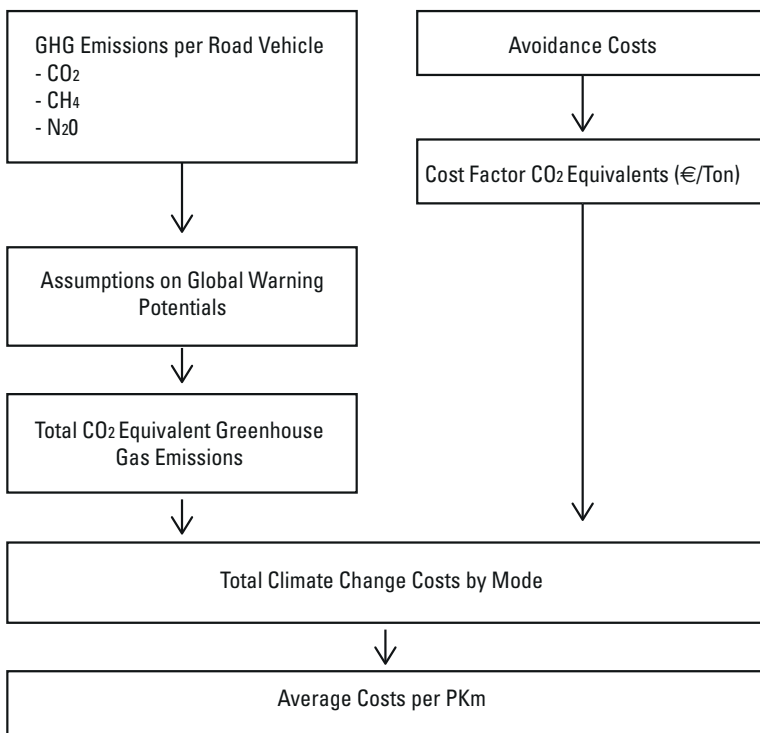 GHG Emissions per Road Vehicle
- CO₂
- CH₄
- N₂0
Avoidance Costs
Cost Factor CO₂ Equivalents (€/Ton)
Assumptions on Global Warning
Potentials
Total CO₂ Equivalent Greenhouse
Gas Emissions
Total Climate Change Costs by Mode
Average Costs per PKm